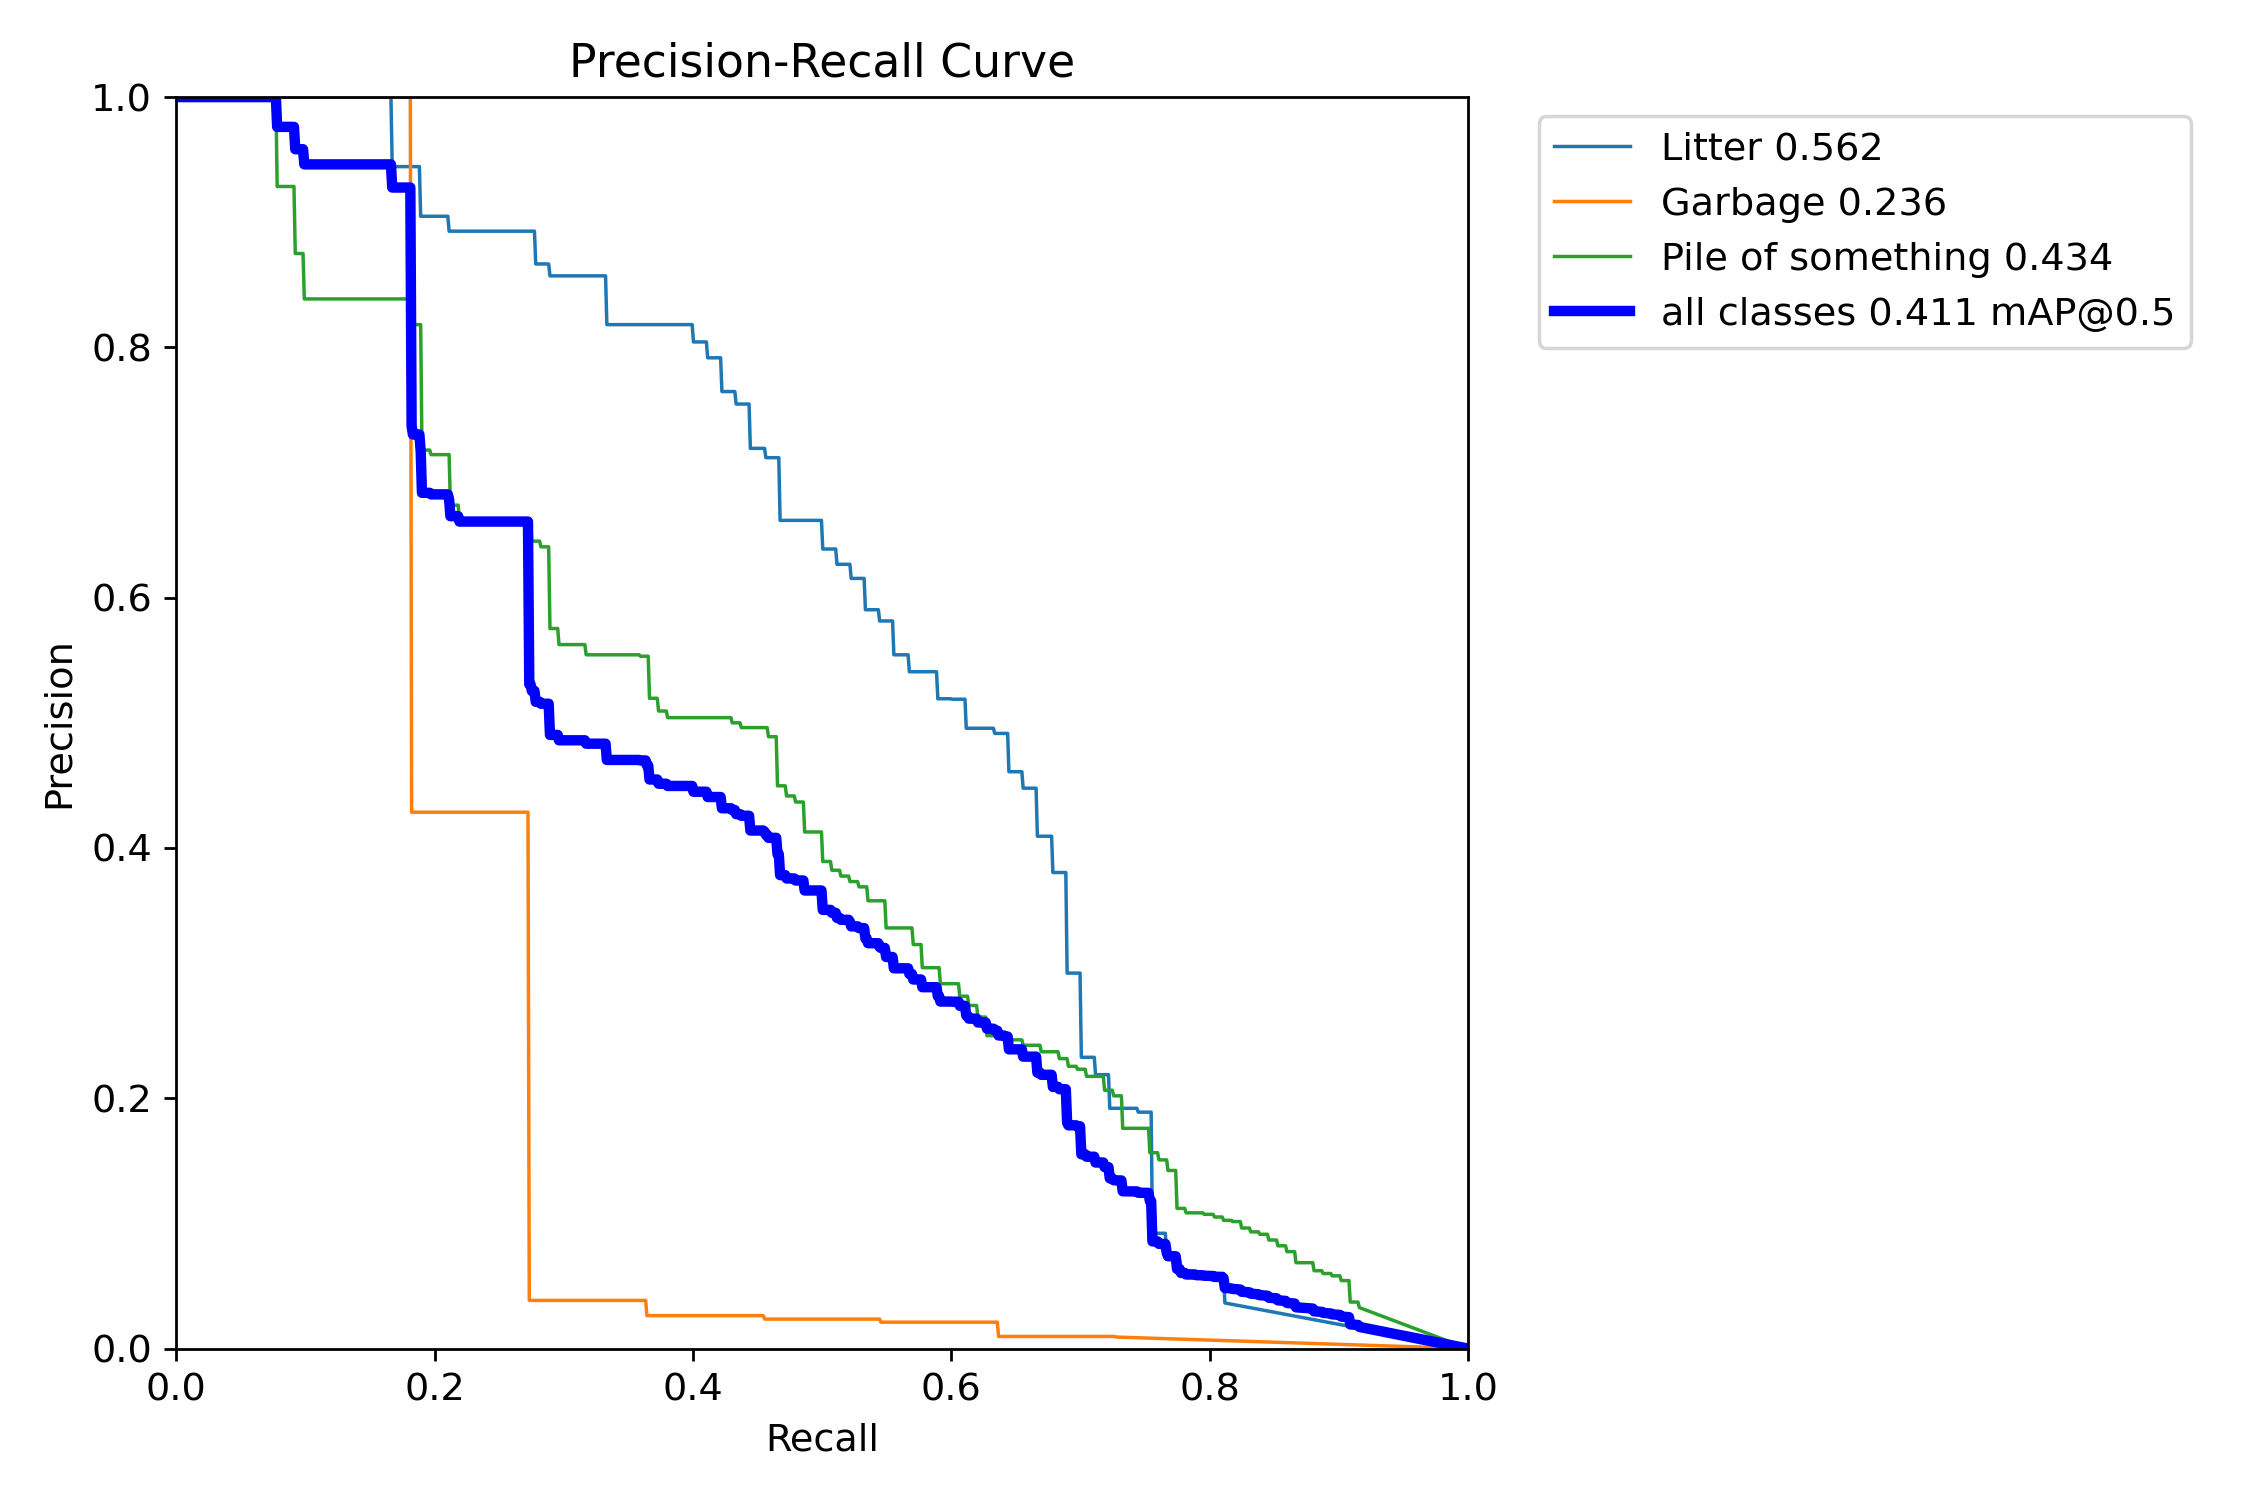 Precision-Recall Curve
1.0
0.8
0.6
0.4
0.2
0.0
Precision
0.0 0.2 0.4 0.6 0.8 1.0
Recall
Litter 0.562
Garbage 0.236
Pile of something 0.434
all classes 0.411 mAP@0.5